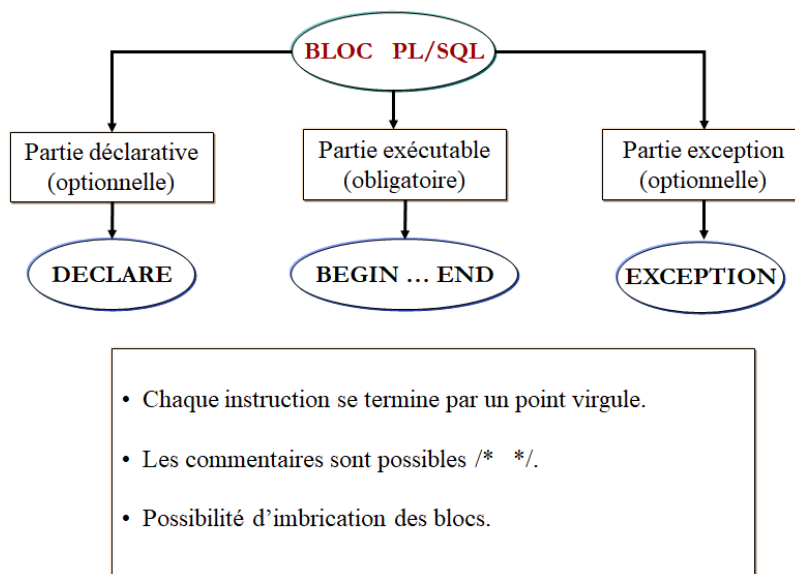 BLOC PL/SQL
Partie déclarative
(optionnelle)
Partie exécutable
(obligatoire)
Partie exception
(optionnelle)
DECLARE
BEGIN … END
EXCEPTION
• Chaque instruction se termine par un point virgule.
• Les commentaires sont possibles /* */.
• Possibilité d’imbrication des blocs.